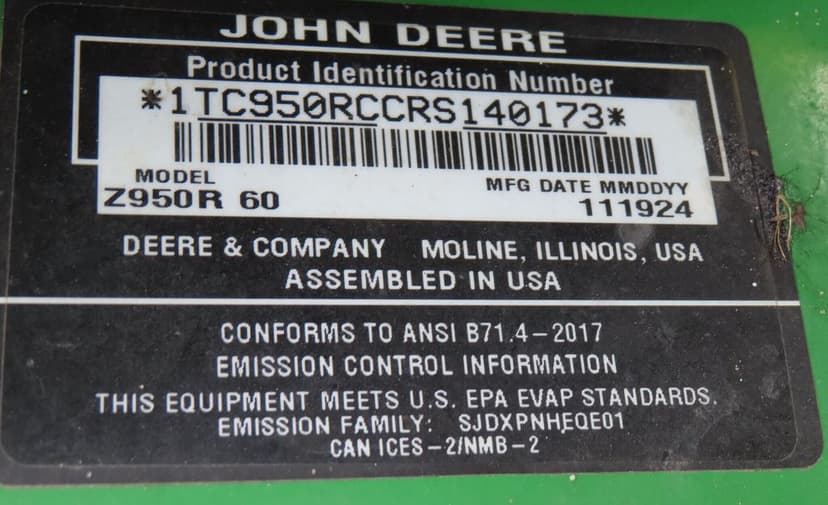 JOHN DEERE
Product Identification Number
*1TC950RCCRS140173*
MODEL
Z950R 60
MFG DATE MMDDYY
111924
DEERE & COMPANY MOLINE, ILLINOIS, USA
ASSEMBLED IN USA
CONFORMS TO ANSI B71.4-2017
EMISSION CONTROL INFORMATION
THIS EQUIPMENT MEETS U.S. EPA EVAP STANDARDS.
EMISSION FAMILY: SJDXPNHEQE01
CAN ICES-2/NMB-2